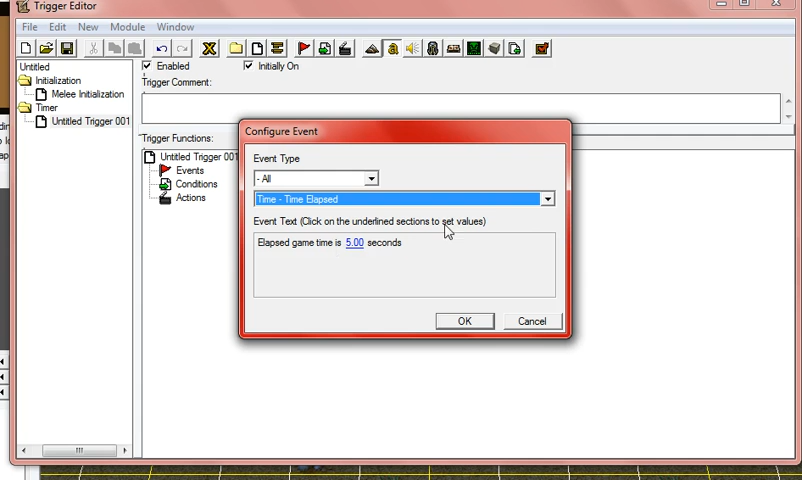 Trigger Editor
File Edit New Module Window
Untitled
Initialization
Melee Initialization
Timer
Untitled Trigger 001
Enabled
Initially On
Trigger Comment:
Trigger Functions:
Untitled Trigger 001
Events
Conditions
Actions
Configure Event
Event Type
- All
Time - Time Elapsed
Event Text (Click on the underlined sections to set values)
Elapsed game time is 5.00 seconds
OK Cancel